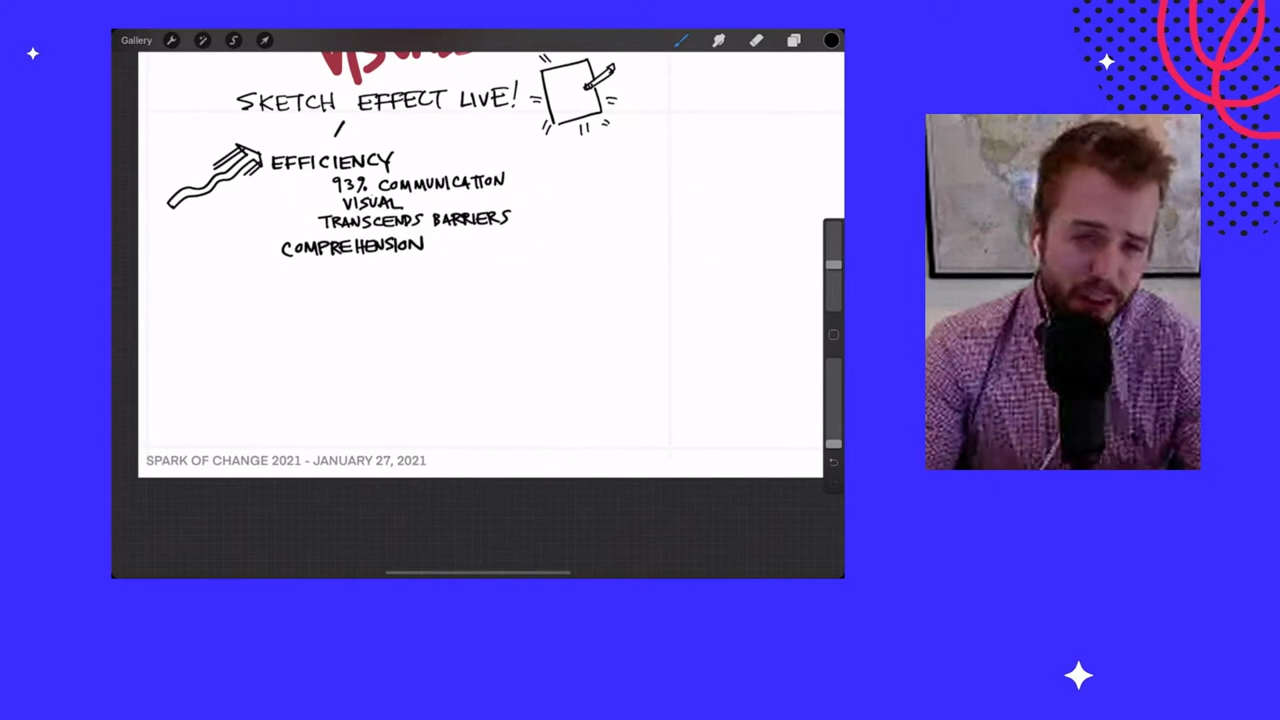 Gallery
SKETCH EFFECT LIVE!
EFFICIENCY
93% COMMUNICATION
VISUAL
TRANSCENDS BARRIERS
COMPREHENSION
SPARK OF CHANGE 2021 - JANUARY 27, 2021